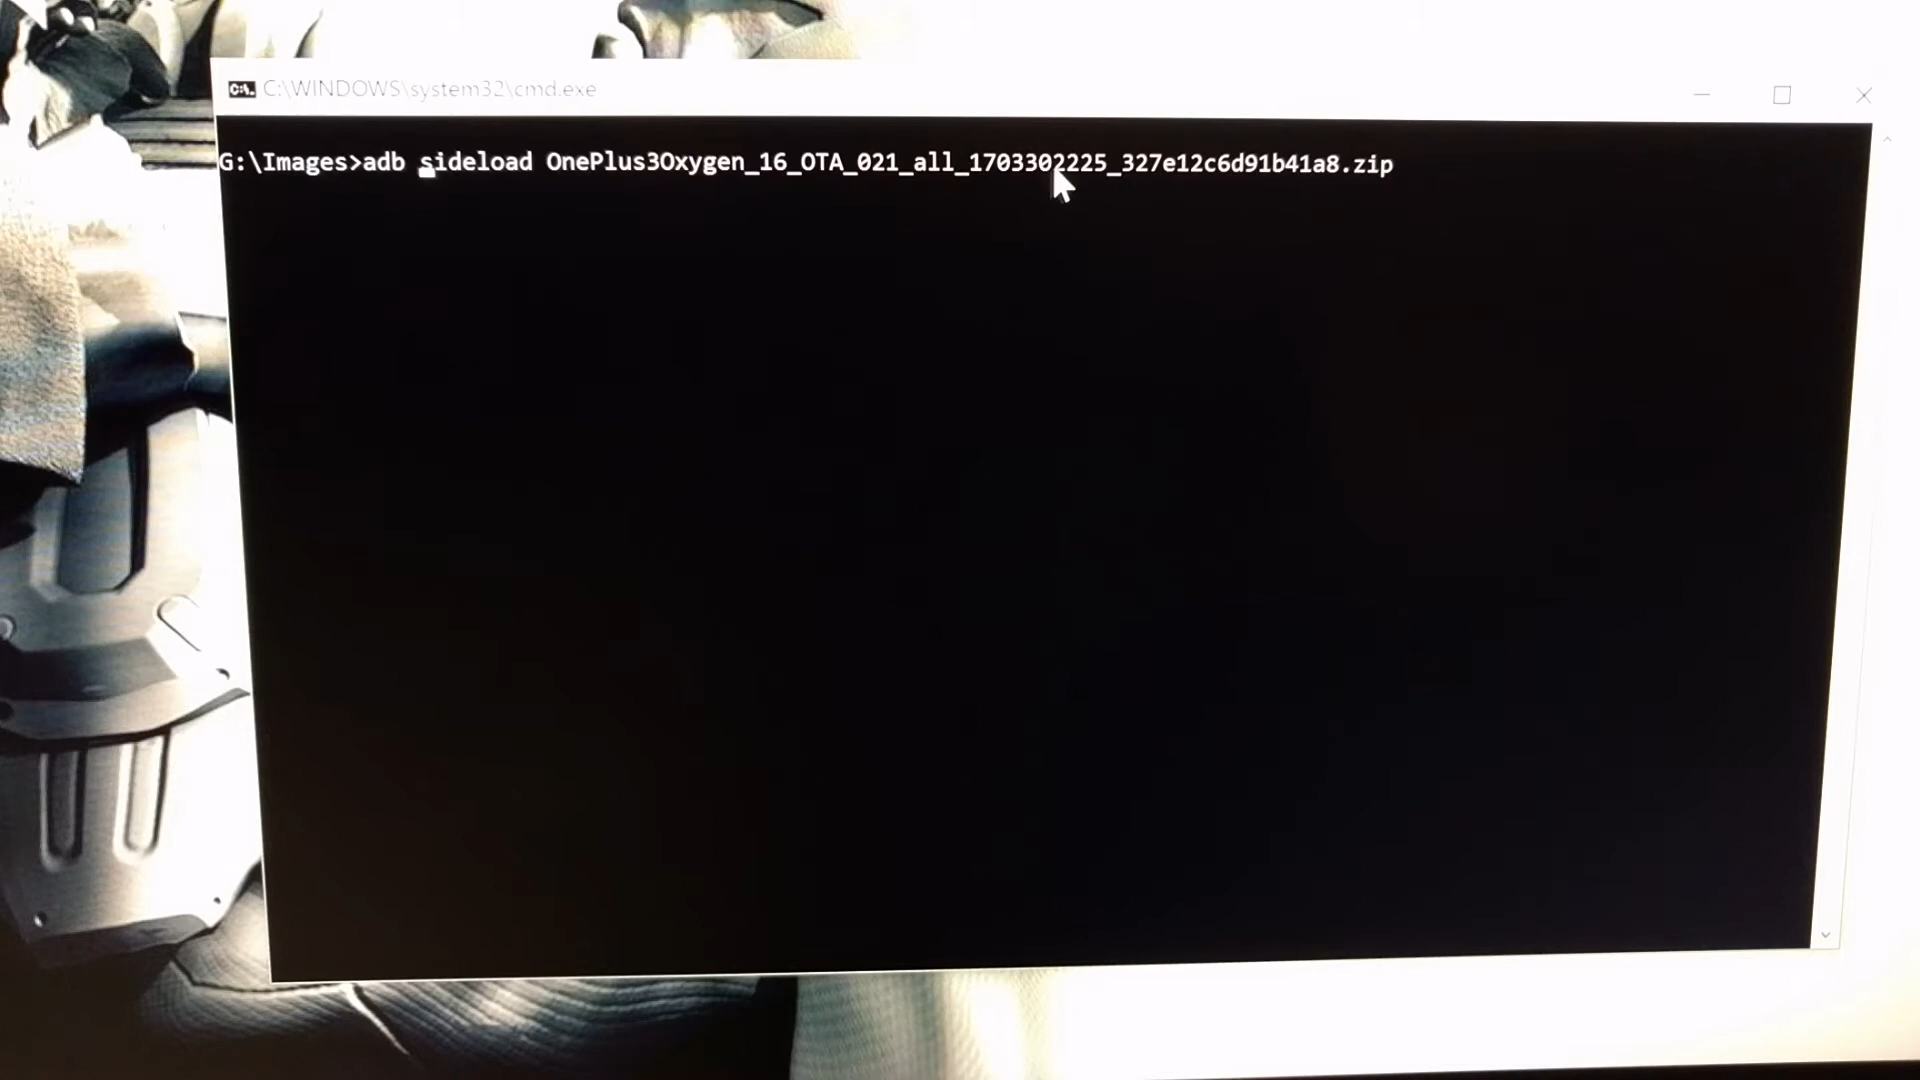 C:\WINDOWS\system32\cmd.exe
G:\Images>adb sideload OnePlus3Oxygen_16_OTA_021_all_1703302225_327e12c6d91b41a8.zip